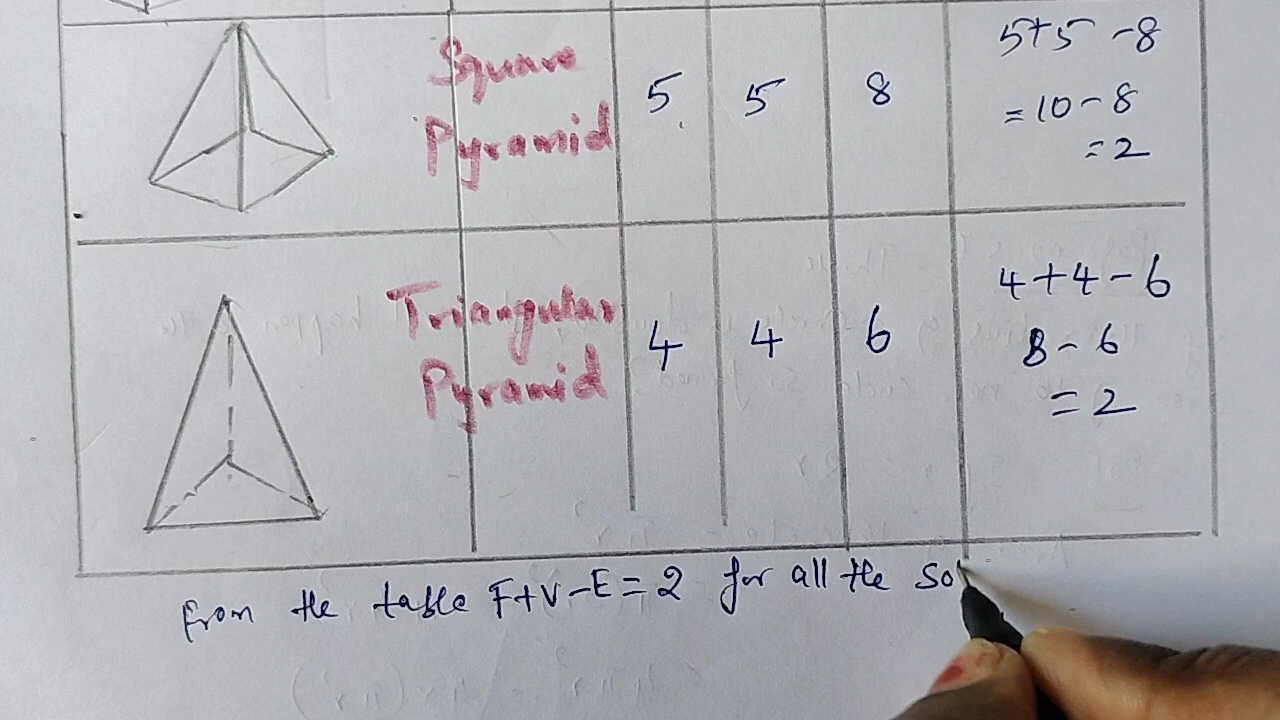 Square
Pyramid
5
5
8
5+5-8
=10-8
=2
Triangular
Pyramid
4
4
6
4+4-6
8-6
=2
From the table F+V-E=2 for all the so